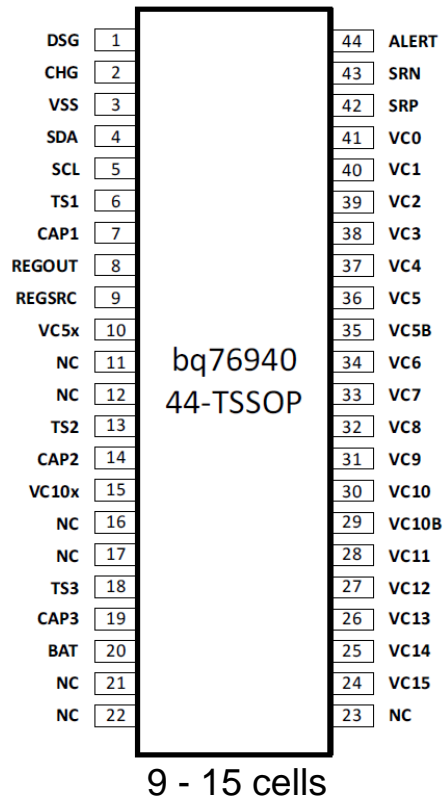 DSG 1 44 ALERT
CHG 2 43 SRN
VSS 3 42 SRP
SDA 4 41 VC0
SCL 5 40 VC1
TS1 6 39 VC2
CAP1 7 38 VC3
REGOUT 8 37 VC4
REGSRC 9 36 VC5
VC5x 10 35 VC5B
NC 11 34 VC6
bq76940
NC 12 33 VC7
44-TSSOP
TS2 13 32 VC8
CAP2 14 31 VC9
VC10x 15 30 VC10
NC 16 29 VC10B
NC 17 28 VC11
TS3 18 27 VC12
CAP3 19 26 VC13
BAT 20 25 VC14
NC 21 24 VC15
NC 22 23 NC
9 - 15 cells